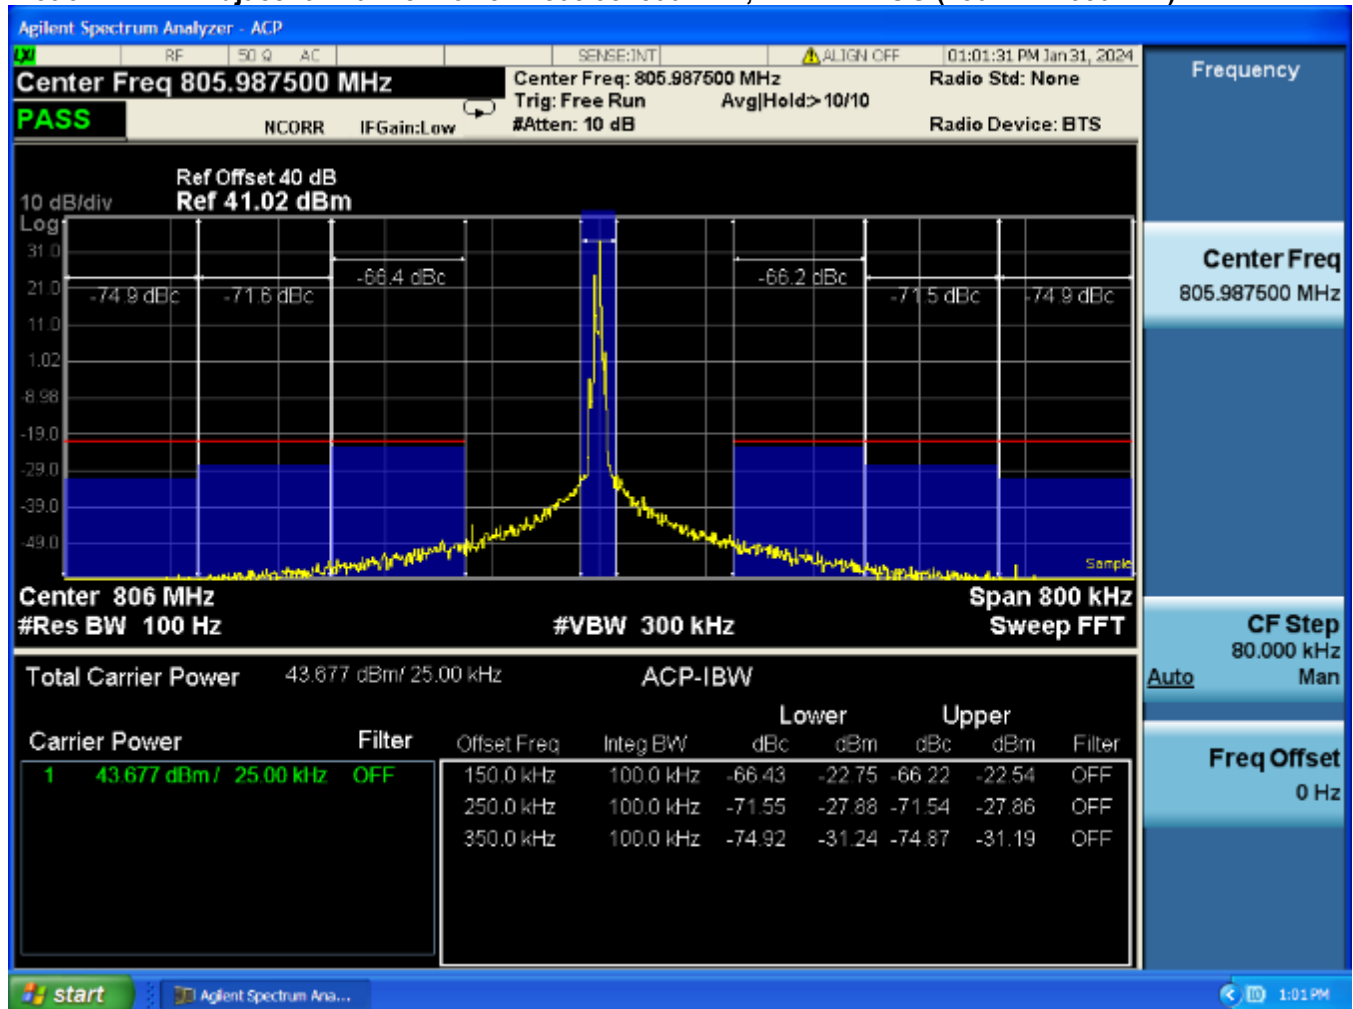 Agilent Spectrum Analyzer - ACP
LXI RF 50 Ω AC SENSE:INT ALIGN OFF 01:01:31 PM Jan 31, 2024
Center Freq 805.987500 MHz
Center Freq: 805.987500 MHz Radio Std: None
Trig: Free Run Avg|Hold:>10/10
PASS NCORR IFGain:Low #Atten: 10 dB Radio Device: BTS
Ref Offset 40 dB
10 dB/div Ref 41.02 dBm
Log
31.0
21.0
11.0
1.02
-8.98
-19.0
-29.0
-39.0
-49.0
-74.9 dBc -71.6 dBc -66.4 dBc -66.2 dBc -71.5 dBc -74.9 dBc
Sample
Center 806 MHz Span 800 kHz
#Res BW 100 Hz #VBW 300 kHz Sweep FFT
Total Carrier Power 43.677 dBm/ 25.00 kHz ACP-IBW
Lower Upper
Carrier Power Filter Offset Freq Integ BW dBc dBm dBc dBm Filter
1 43.677 dBm / 25.00 kHz OFF 150.0 kHz 100.0 kHz -66.43 -22.75 -66.22 -22.54 OFF
250.0 kHz 100.0 kHz -71.55 -27.88 -71.54 -27.86 OFF
350.0 kHz 100.0 kHz -74.92 -31.24 -74.87 -31.19 OFF
Frequency
Center Freq
805.987500 MHz
CF Step
80.000 kHz
Auto Man
Freq Offset
0 Hz
start Agilent Spectrum Ana... 1:01 PM